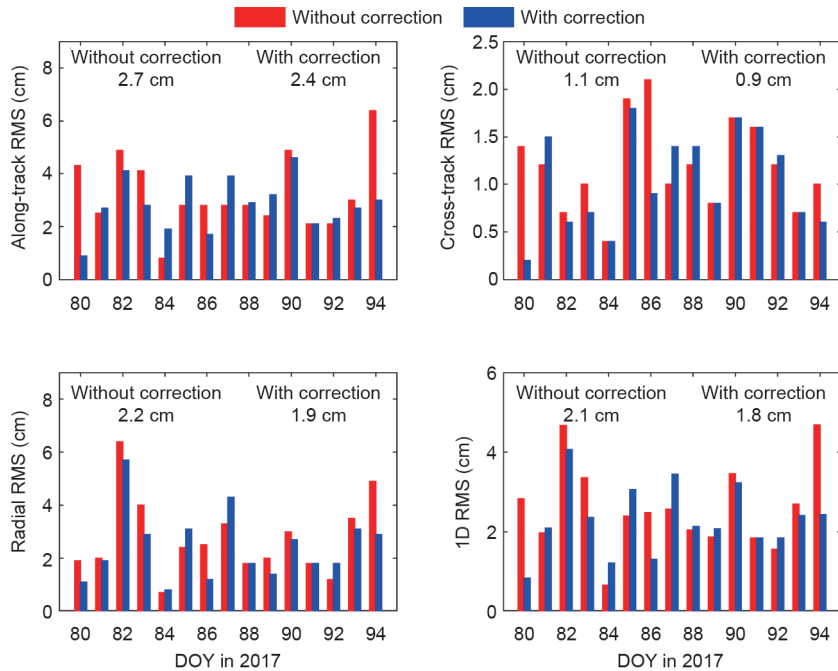 Without correction With correction
Along-track RMS (cm)
8
6
4
2
0
Without correction With correction
2.7 cm 2.4 cm
80 82 84 86 88 90 92 94
Cross-track RMS (cm)
2.5
2.0
1.5
1.0
0.5
0
Without correction With correction
1.1 cm 0.9 cm
80 82 84 86 88 90 92 94
Radial RMS (cm)
8
6
4
2
0
Without correction With correction
2.2 cm 1.9 cm
80 82 84 86 88 90 92 94
DOY in 2017
1D RMS (cm)
6
4
2
0
Without correction With correction
2.1 cm 1.8 cm
80 82 84 86 88 90 92 94
DOY in 2017